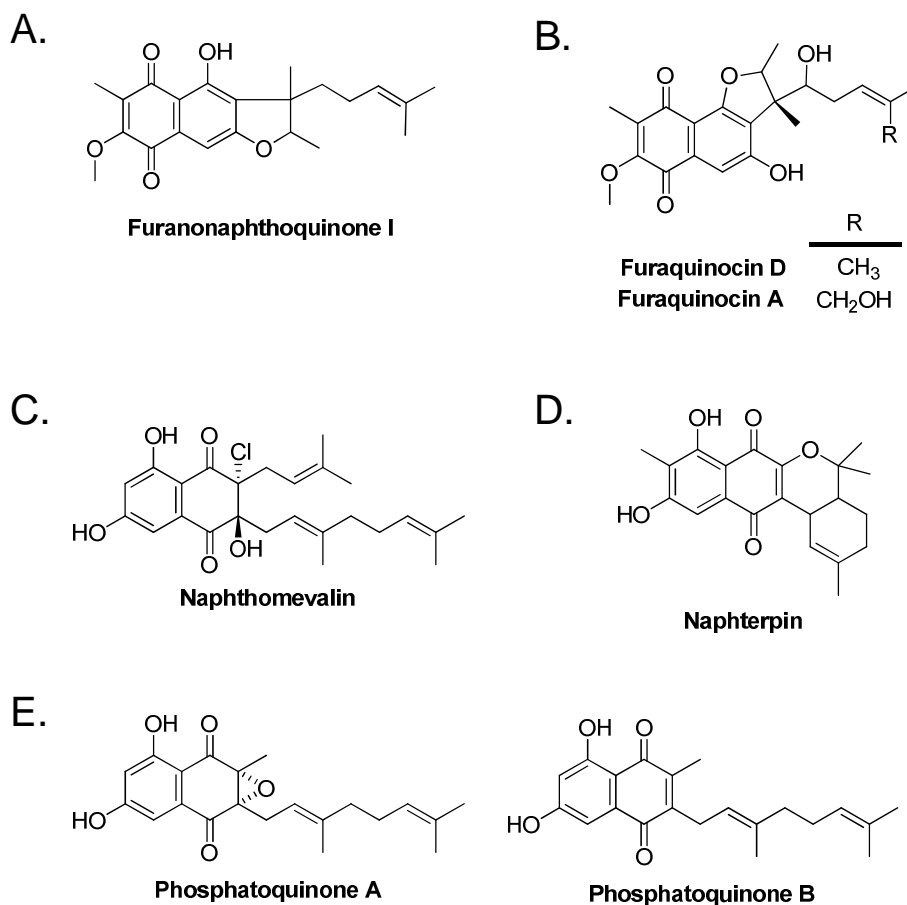 A.
O
OH
O
O
O
Furanonaphthoquinone I
B.
O
OH
O
R
O
O
OH
R
Furaquinocin D CH3
Furaquinocin A CH2OH
C.
OH
O
Cl
HO
O
OH
Naphthomevalin
D.
OH
O
O
HO
O
Naphterpin
E.
OH
O
O
HO
O
Phosphatoquinone A
OH
O
HO
O
Phosphatoquinone B